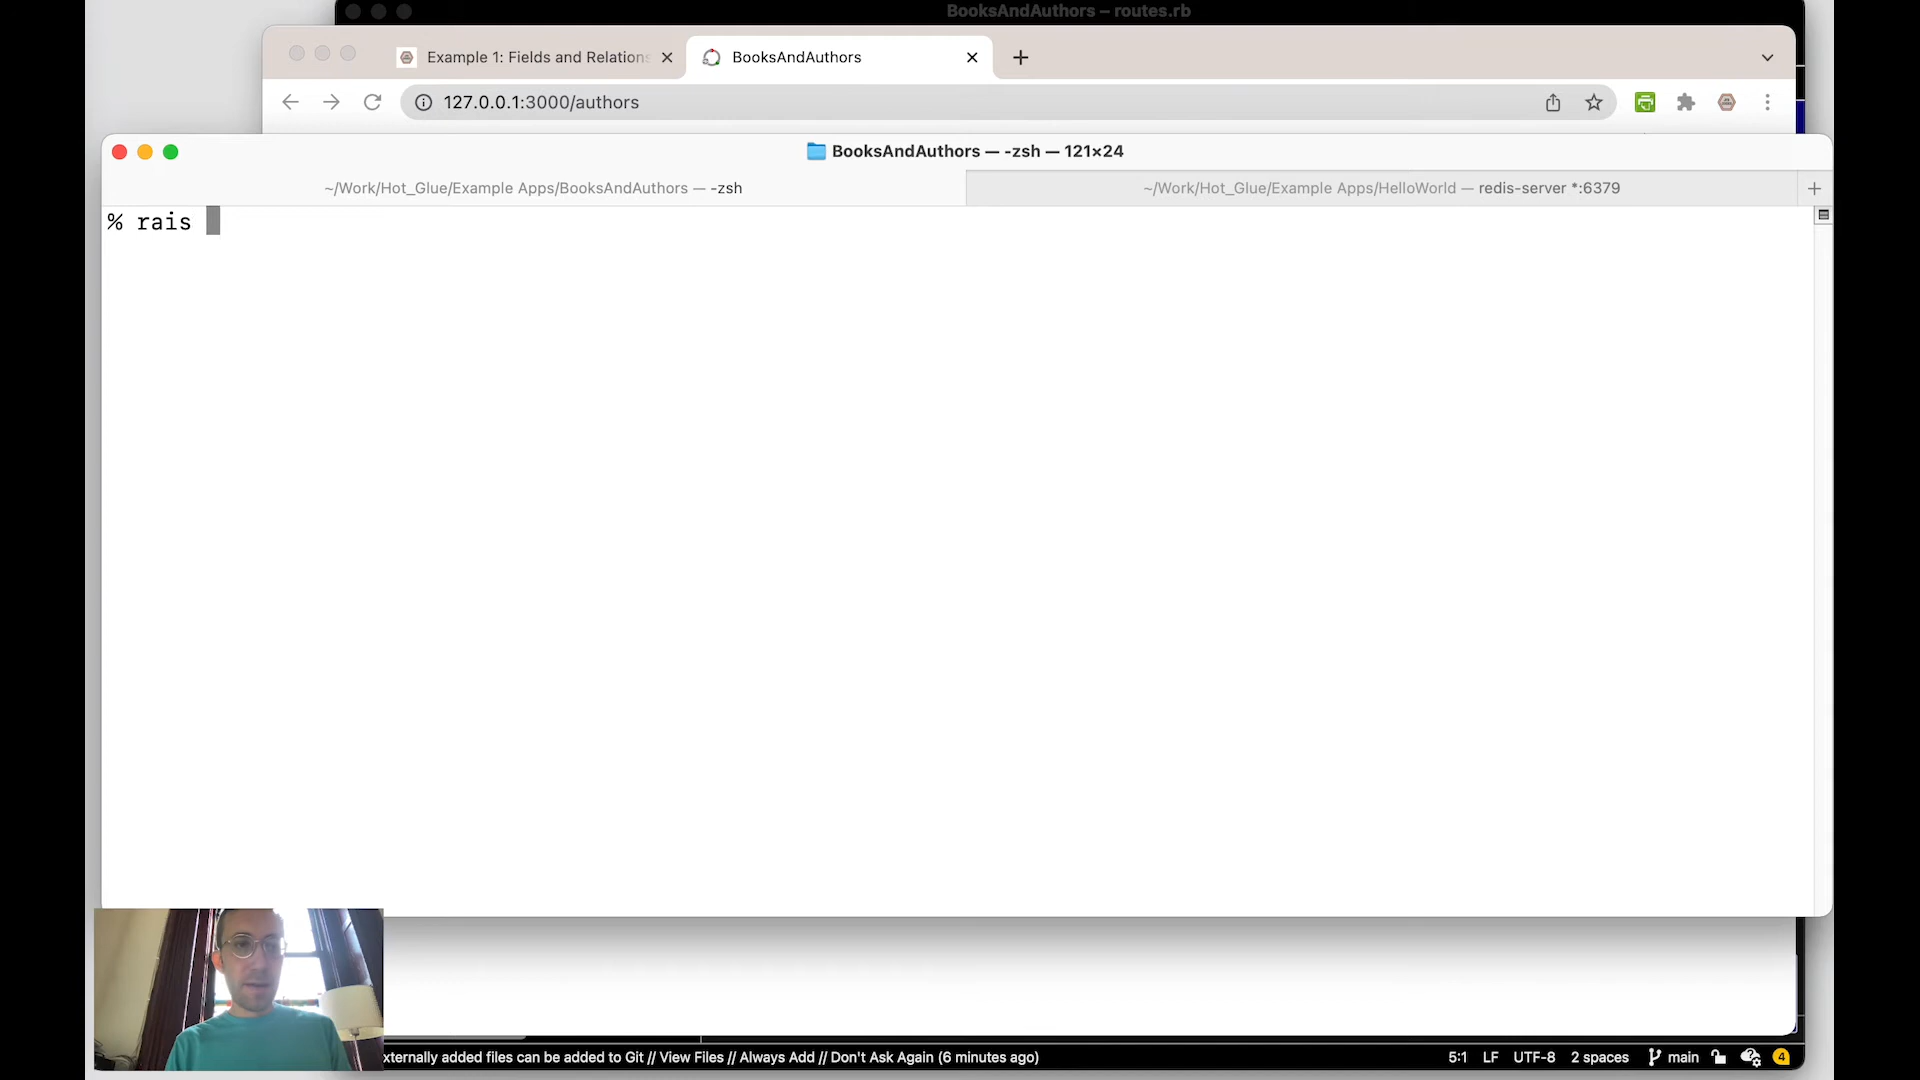 BooksAndAuthors – routes.rb
Example 1: Fields and Relations
BooksAndAuthors
127.0.0.1:3000/authors
BooksAndAuthors — -zsh — 121×24
~/Work/Hot_Glue/Example Apps/BooksAndAuthors — -zsh
~/Work/Hot_Glue/Example Apps/HelloWorld — redis-server *:6379
% rais
xternally added files can be added to Git // View Files // Always Add // Don't Ask Again (6 minutes ago)
5:1 LF UTF-8 2 spaces main 4